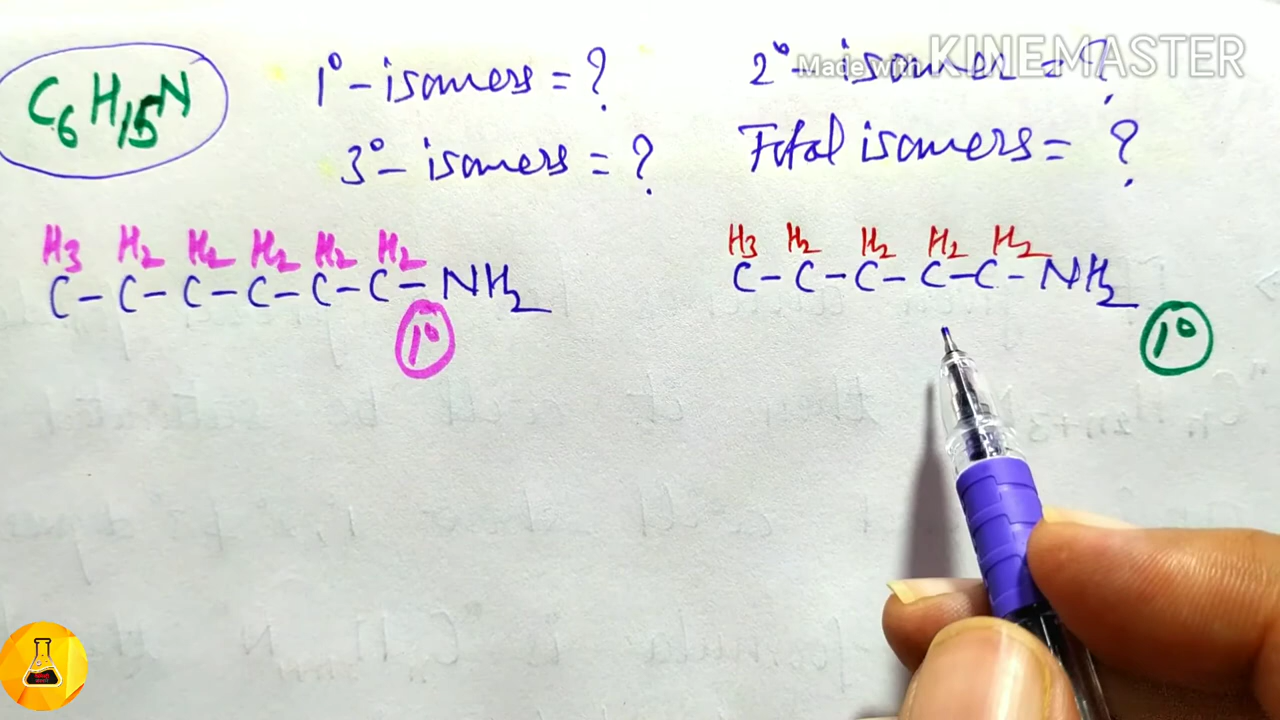 C6H15N
1° - isomers = ?
2° - isomer = ?
Made with KINEMASTER
3° - isomers = ?
Total isomers = ?
H3 H2 H2 H2 H2 H2
C - C - C - C - C - C - NH2
1°
H3 H2 H2 H2 H2
C - C - C - C - C - NH2
1°